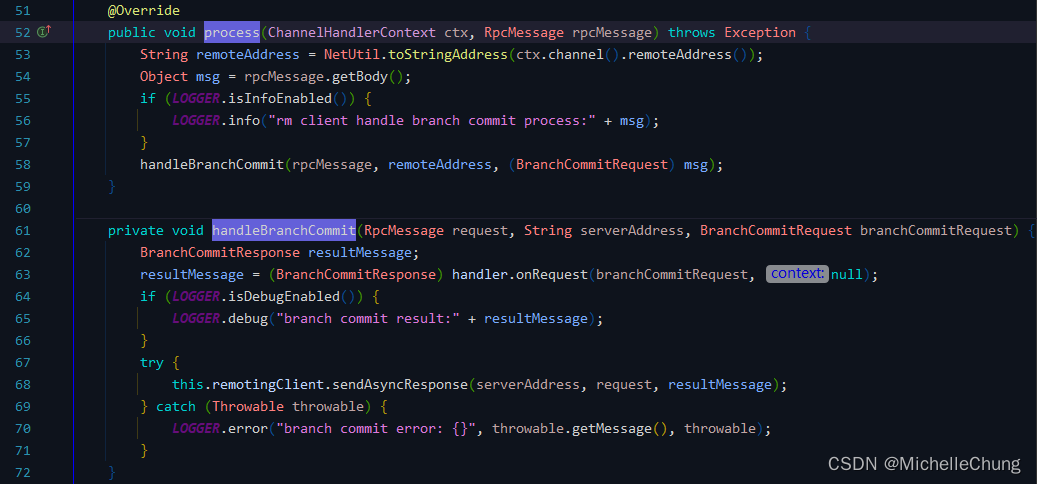 51 @Override
52 public void process(ChannelHandlerContext ctx, RpcMessage rpcMessage) throws Exception {
53 String remoteAddress = NetUtil.toStringAddress(ctx.channel().remoteAddress());
54 Object msg = rpcMessage.getBody();
55 if (LOGGER.isInfoEnabled()) {
56 LOGGER.info("rm client handle branch commit process:" + msg);
57 }
58 handleBranchCommit(rpcMessage, remoteAddress, (BranchCommitRequest) msg);
59 }
60
61 private void handleBranchCommit(RpcMessage request, String serverAddress, BranchCommitRequest branchCommitRequest) {
62 BranchCommitResponse resultMessage;
63 resultMessage = (BranchCommitResponse) handler.onRequest(branchCommitRequest, context: null);
64 if (LOGGER.isDebugEnabled()) {
65 LOGGER.debug("branch commit result:" + resultMessage);
66 }
67 try {
68 this.remotingClient.sendAsyncResponse(serverAddress, request, resultMessage);
69 } catch (Throwable throwable) {
70 LOGGER.error("branch commit error: {}", throwable.getMessage(), throwable);
71 }
72 }
CSDN @MichelleChung